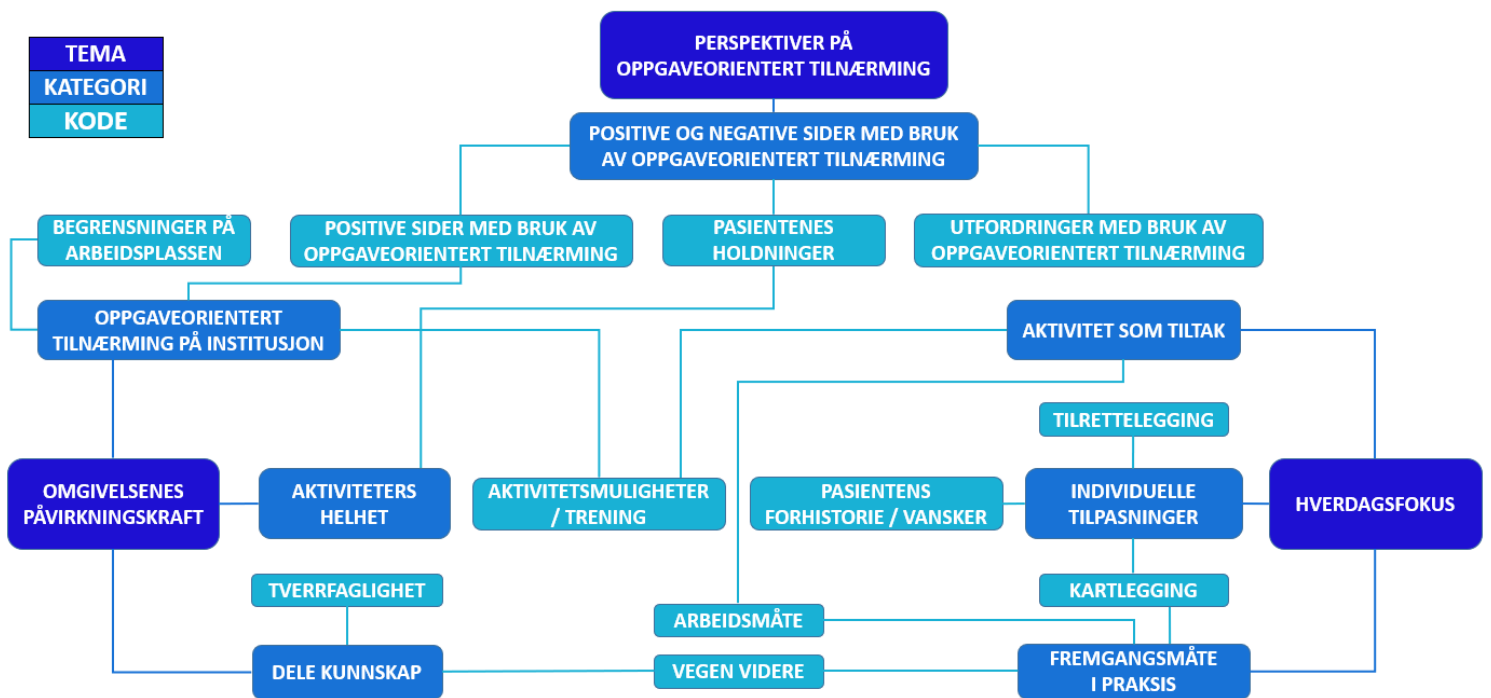 TEMA
KATEGORI
KODE
PERSPEKTIVER PÅ
OPPGAVEORIENTERT TILNÆRMING
POSITIVE OG NEGATIVE SIDER MED BRUK
AV OPPGAVEORIENTERT TILNÆRMING
BEGRENSNINGER PÅ
ARBEIDSPLASSEN
POSITIVE SIDER MED BRUK AV
OPPGAVEORIENTERT TILNÆRMING
PASIENTENES
HOLDNINGER
UTFORDRINGER MED BRUK AV
OPPGAVEORIENTERT TILNÆRMING
OPPGAVEORIENTERT
TILNÆRMING PÅ INSTITUSJON
AKTIVITET SOM TILTAK
TILRETTELEGGING
OMGIVELSENES
PÅVIRKNINGSKRAFT
AKTIVITETERS
HELHET
AKTIVITETSMULIGHETER
/ TRENING
PASIENTENS
FORHISTORIE / VANSKER
INDIVIDUELLE
TILPASNINGER
HVERDAGSFOKUS
TVERRFAGLIGHET
KARTLEGGING
ARBEIDSMÅTE
DELE KUNNSKAP
VEGEN VIDERE
FREMGANGSMÅTE
I PRAKSIS